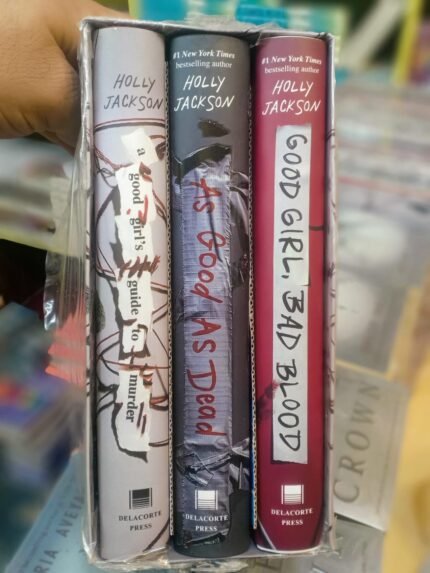 HOLLY
JACKSON
a
good girl's
guide to
murder
DELACORTE
PRESS
#1 New York Times
bestselling author
HOLLY
JACKSON
As Good As Dead
DELACORTE
PRESS
#1 New York Times
bestselling author
HOLLY
JACKSON
GOOD GIRL, BAD BLOOD
DELACORTE
PRESS
CROWN
RIA AVEYA